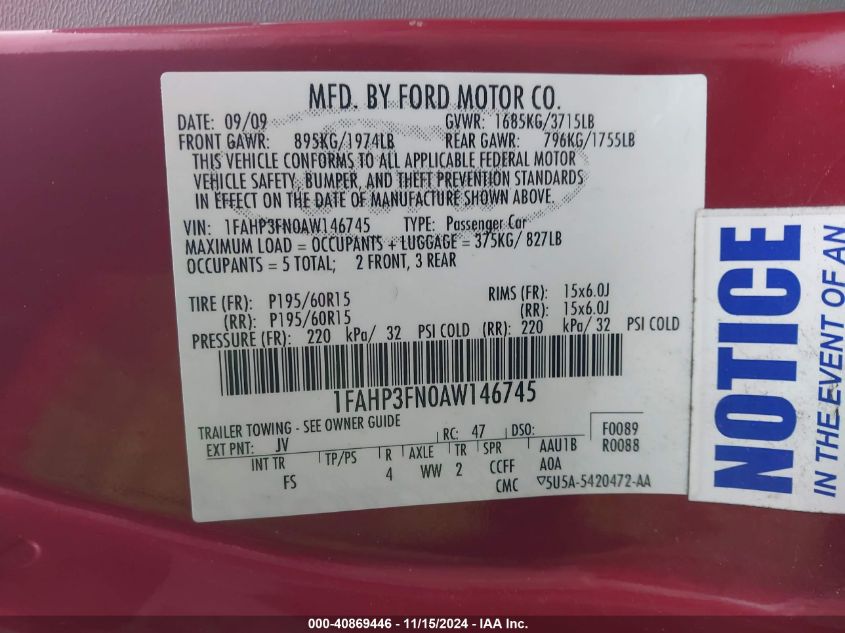 MFD. BY FORD MOTOR CO.
DATE: 09/09 GVWR: 1685KG/3715LB
FRONT GAWR: 895KG/1974LB REAR GAWR: 796KG/1755LB
THIS VEHICLE CONFORMS TO ALL APPLICABLE FEDERAL MOTOR
VEHICLE SAFETY, BUMPER, AND THEFT PREVENTION STANDARDS
IN EFFECT ON THE DATE OF MANUFACTURE SHOWN ABOVE.
VIN: 1FAHP3FN0AW146745 TYPE: Passenger Car
MAXIMUM LOAD = OCCUPANTS + LUGGAGE = 375KG/ 827LB
OCCUPANTS = 5 TOTAL; 2 FRONT, 3 REAR
TIRE (FR): P195/60R15 RIMS (FR): 15x6.0J
(RR): P195/60R15 (RR): 15x6.0J
PRESSURE (FR): 220 kPa/ 32 PSI COLD (RR): 220 kPa/ 32 PSI COLD
1FAHP3FN0AW146745
TRAILER TOWING - SEE OWNER GUIDE
EXT PNT: JV RC: 47 DSO: F0089
R0088
INT TR TP/PS R AXLE TR SPR AAU1B
FS 4 WW 2 CCFF A0A
CMC ▽5U5A-5420472-AA
NOTICE
IN THE EVENT OF AN
000-40869446 - 11/15/2024 - IAA Inc.